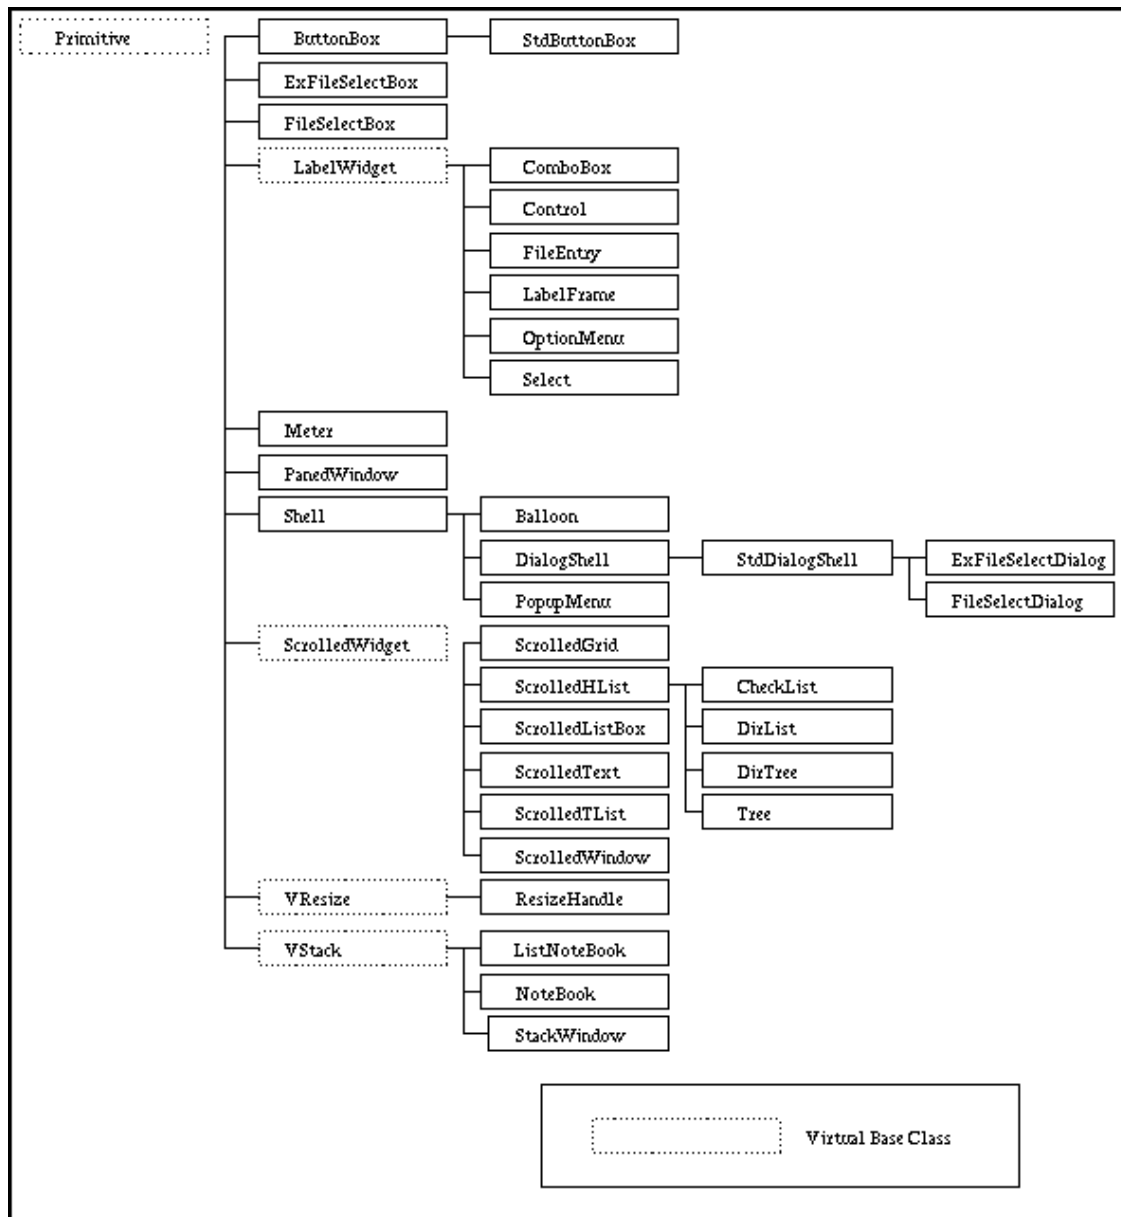 Primitive
ButtonBox
StdButtonBox
ExFileSelectBox
FileSelectBox
LabelWidget
ComboBox
Control
FileEntry
LabelFrame
OptionMenu
Select
Meter
PanedWindow
Shell
Balloon
DialogShell
StdDialogShell
ExFileSelectDialog
PopupMenu
FileSelectDialog
ScrolledWidget
ScrolledGrid
ScrolledHList
CheckList
ScrolledListBox
DirList
ScrolledText
DirTree
ScrolledTList
Tree
ScrolledWindow
VResize
ResizeHandle
VStack
ListNoteBook
NoteBook
StackWindow
Virtual Base Class